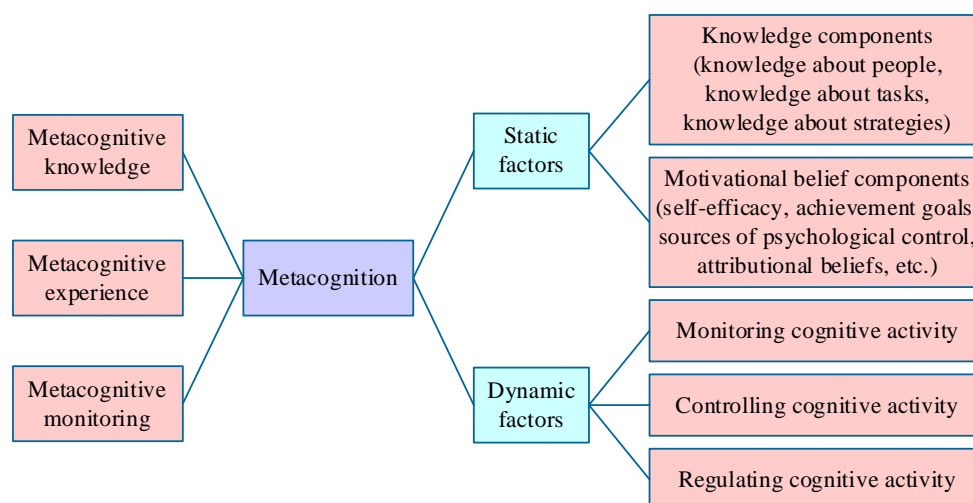 Metacognitive
knowledge
Metacognitive
experience
Metacognitive
monitoring
Metacognition
Static
factors
Dynamic
factors
Knowledge components
(knowledge about people,
knowledge about tasks,
knowledge about strategies)
Motivational belief components
(self-efficacy, achievement goals
sources of psychological control,
attributional beliefs, etc.)
Monitoring cognitive activity
Controlling cognitive activity
Regulating cognitive activity